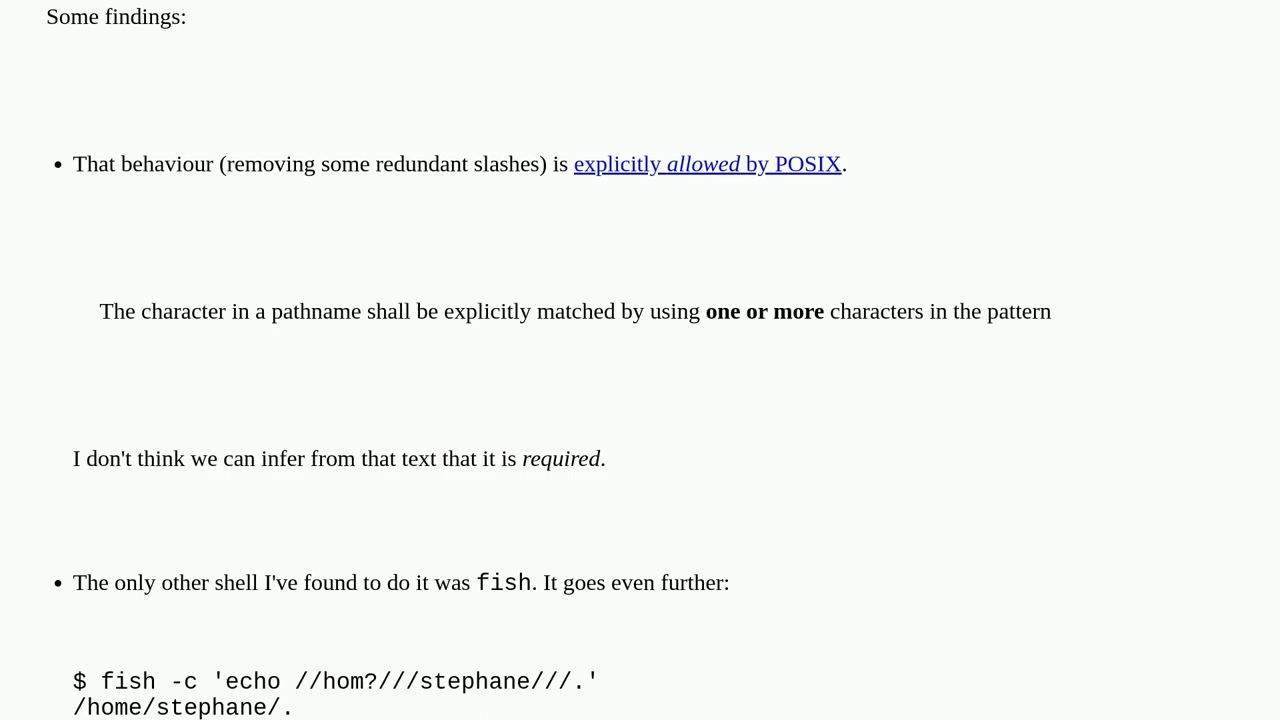 Some findings:
• That behaviour (removing some redundant slashes) is explicitly allowed by POSIX.
The character in a pathname shall be explicitly matched by using one or more characters in the pattern
I don't think we can infer from that text that it is required.
• The only other shell I've found to do it was fish. It goes even further:
$ fish -c 'echo //hom?///stephane///.'
/home/stephane/.